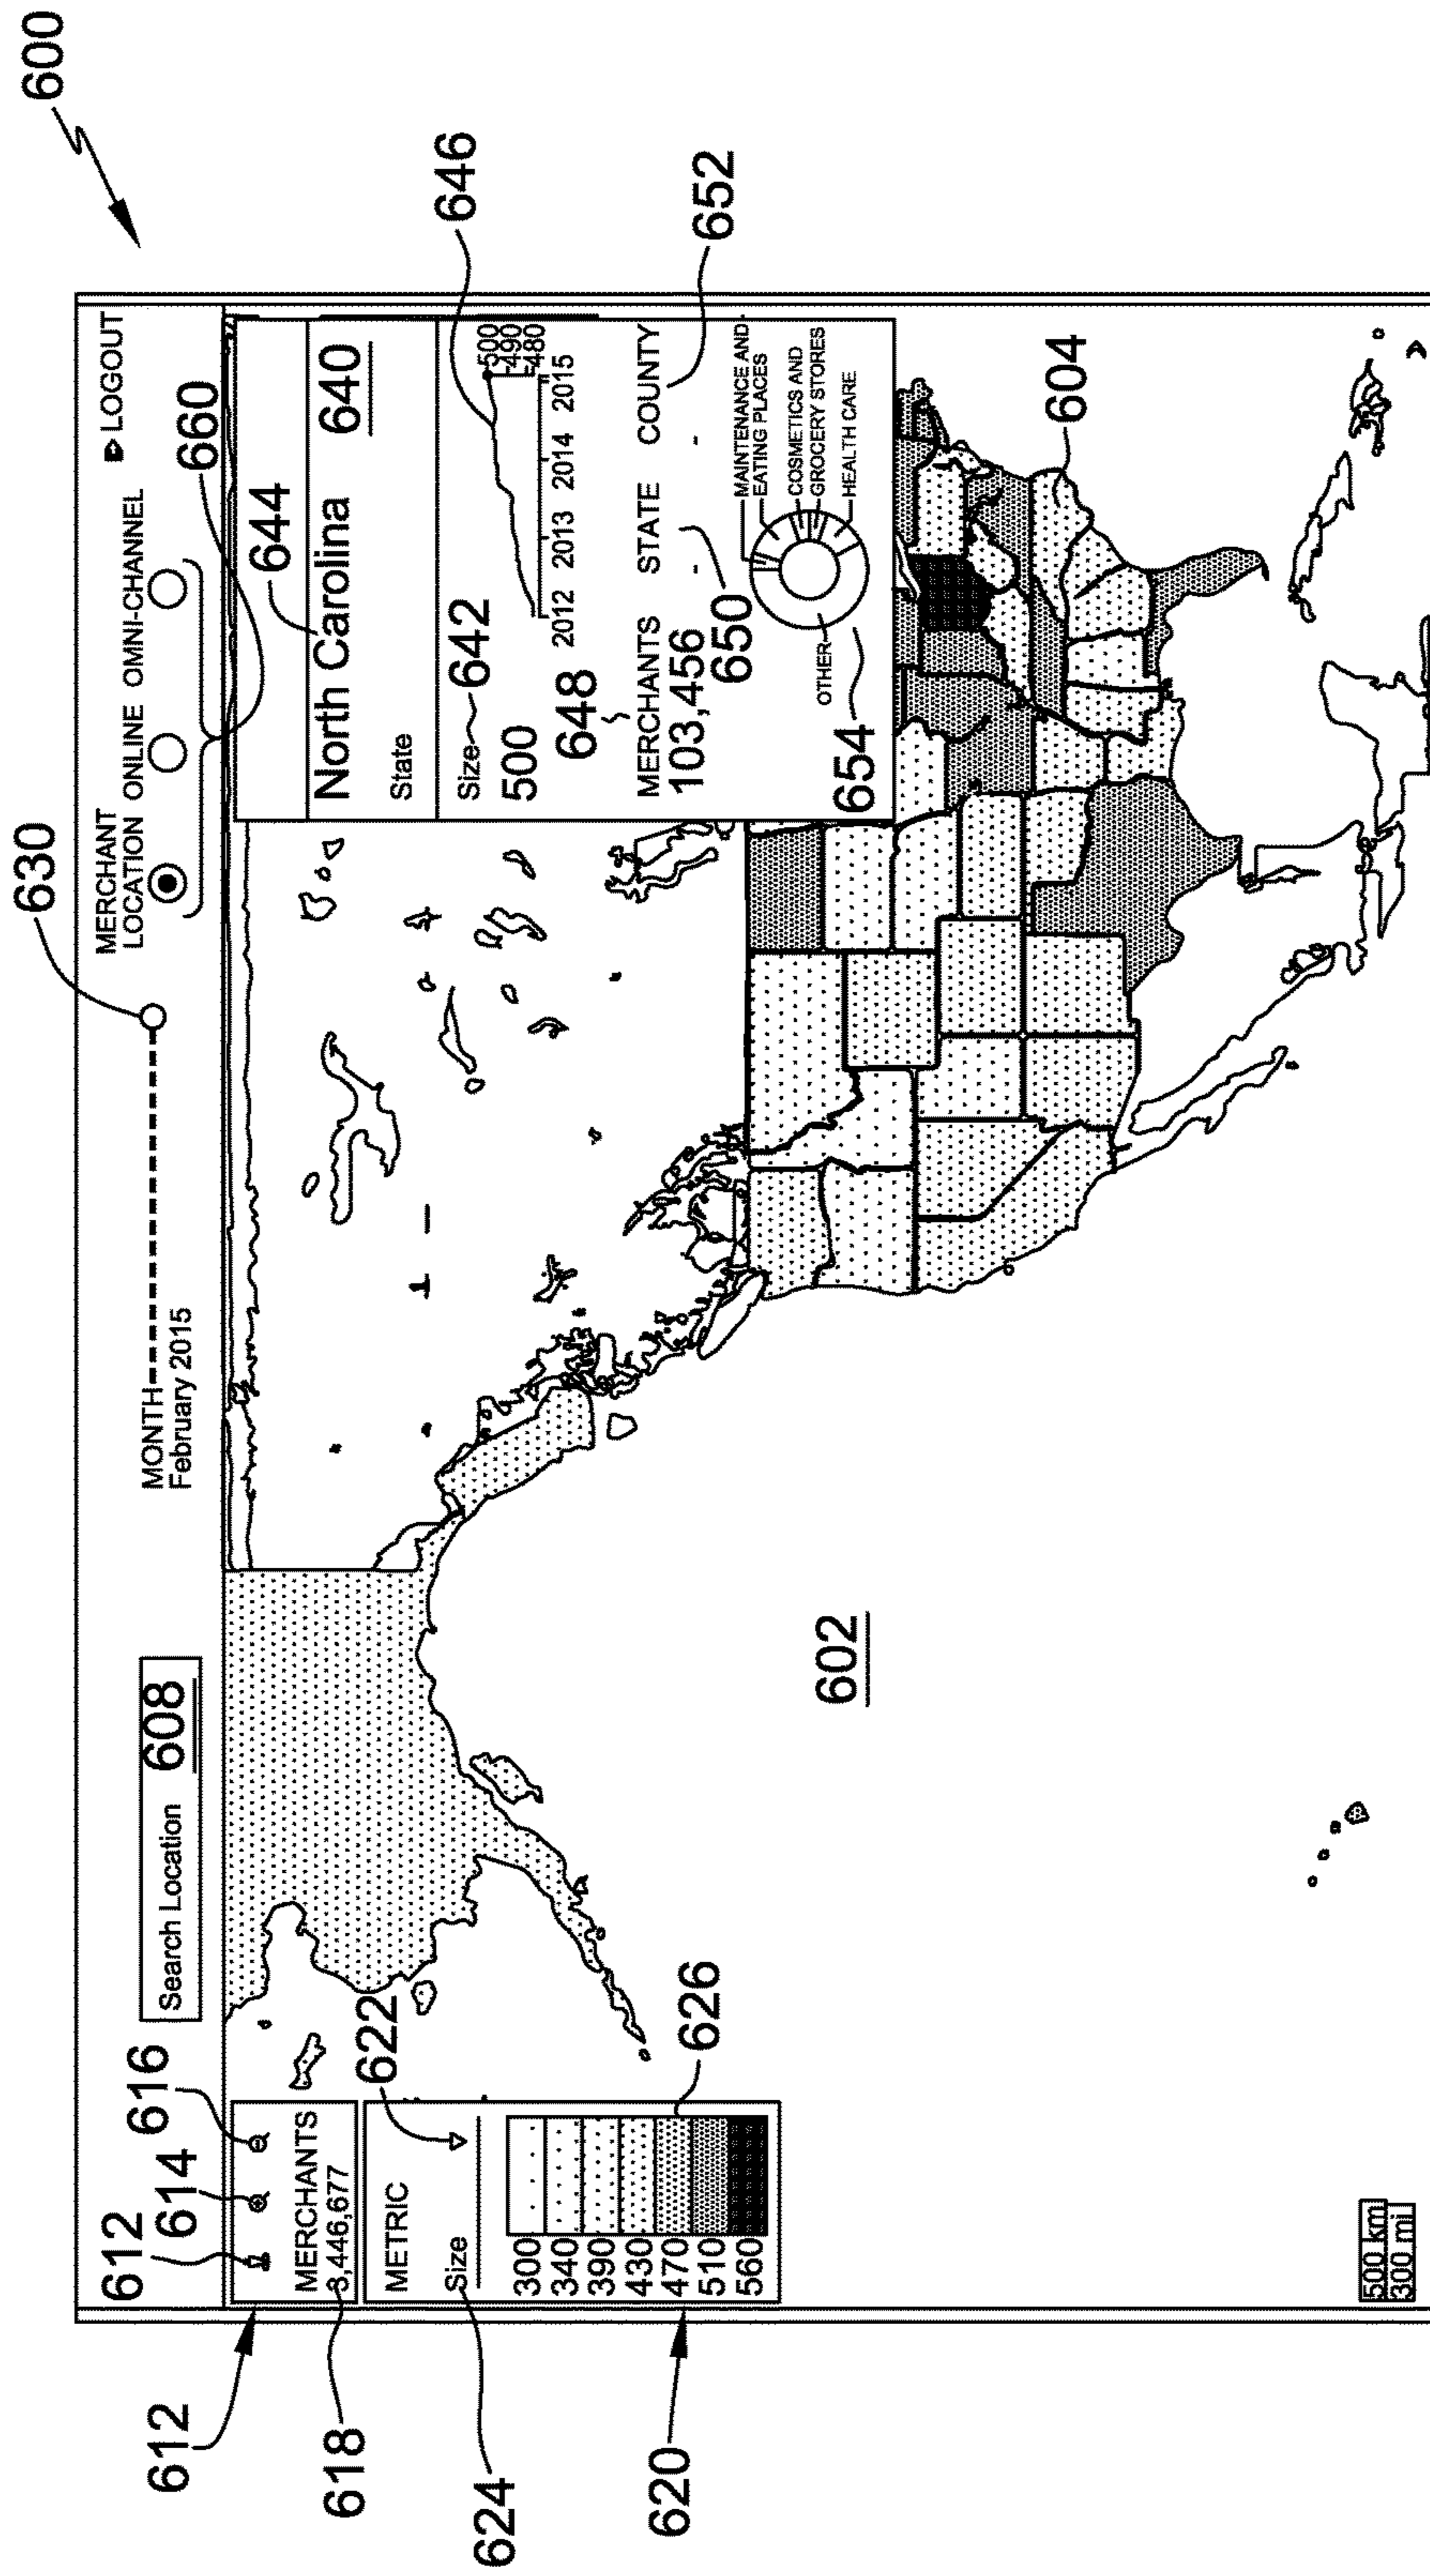 600
630
660
MERCHANT
LOCATION ONLINE OMNI-CHANNEL
LOGOUT
MONTH
February 2015
Search Location 608
612
614
616
612
618
MERCHANTS
3,446,677
622
METRIC
624
Size
626
620
300
340
390
430
470
510
560
644
North Carolina 640
State
646
Size 642
500
500
490
480
2012 2013 2014 2015
648
MERCHANTS STATE COUNTY
103,456 - -
650
652
MAINTENANCE AND
EATING PLACES
COSMETICS AND
GROCERY STORES
HEALTH CARE
OTHER
654
604
602
500 km
300 mi